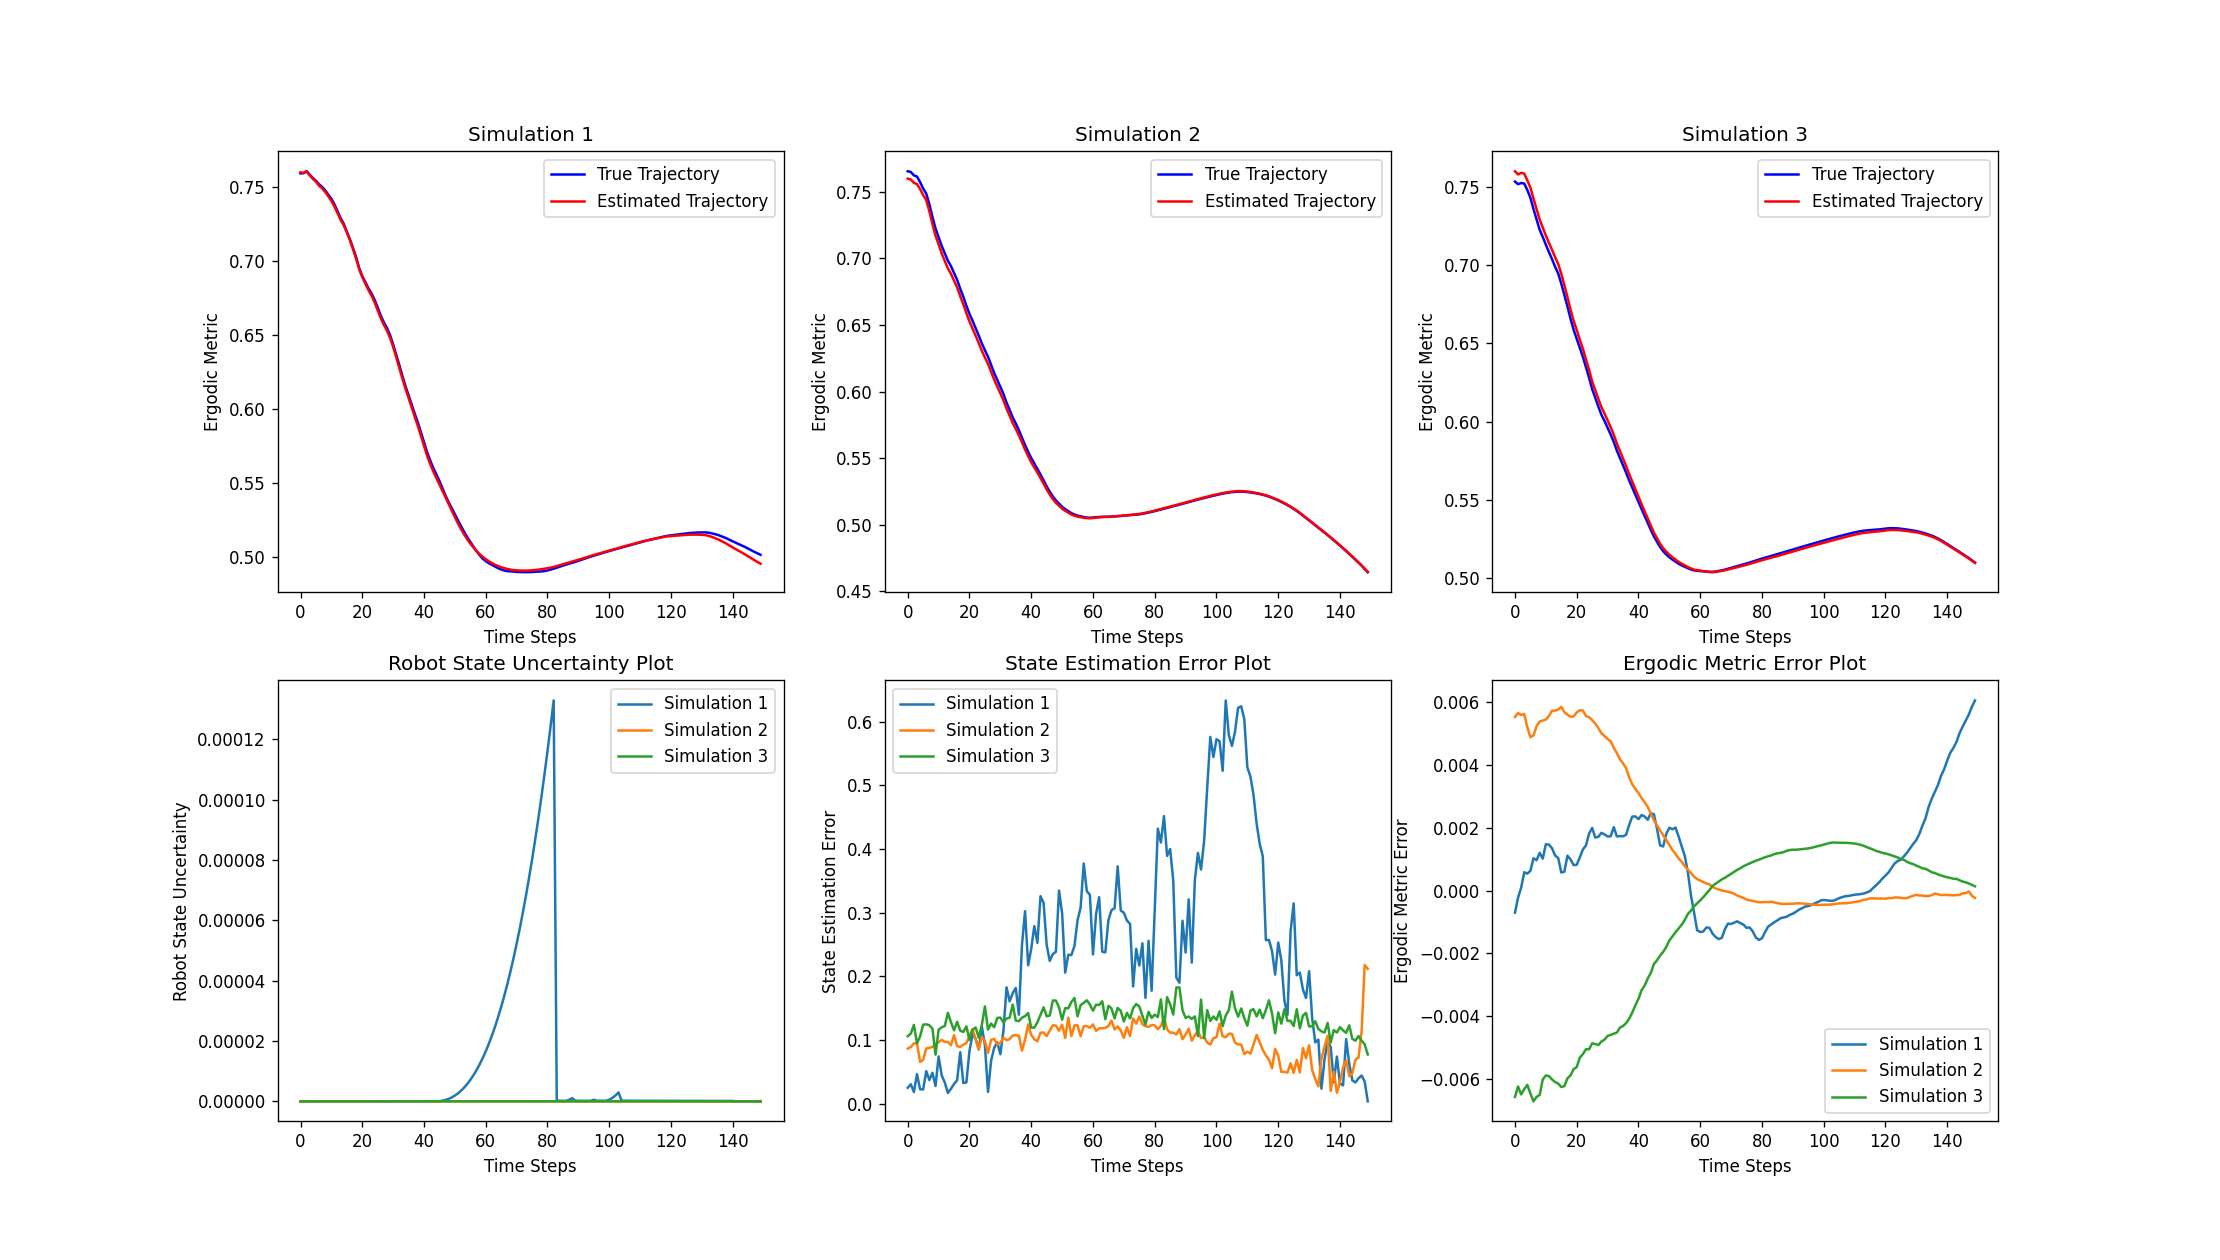 Simulation 1
True Trajectory
Estimated Trajectory
Ergodic Metric
0.75
0.70
0.65
0.60
0.55
0.50
0 20 40 60 80 100 120 140
Time Steps
Simulation 2
True Trajectory
Estimated Trajectory
Ergodic Metric
0.75
0.70
0.65
0.60
0.55
0.50
0.45
0 20 40 60 80 100 120 140
Time Steps
Simulation 3
True Trajectory
Estimated Trajectory
Ergodic Metric
0.75
0.70
0.65
0.60
0.55
0.50
0 20 40 60 80 100 120 140
Time Steps
Robot State Uncertainty Plot
Simulation 1
Simulation 2
Simulation 3
Robot State Uncertainty
0.00012
0.00010
0.00008
0.00006
0.00004
0.00002
0.00000
0 20 40 60 80 100 120 140
Time Steps
State Estimation Error Plot
Simulation 1
Simulation 2
Simulation 3
State Estimation Error
0.6
0.5
0.4
0.3
0.2
0.1
0.0
0 20 40 60 80 100 120 140
Time Steps
Ergodic Metric Error Plot
Ergodic Metric Error
0.006
0.004
0.002
0.000
−0.002
−0.004
−0.006
Simulation 1
Simulation 2
Simulation 3
0 20 40 60 80 100 120 140
Time Steps